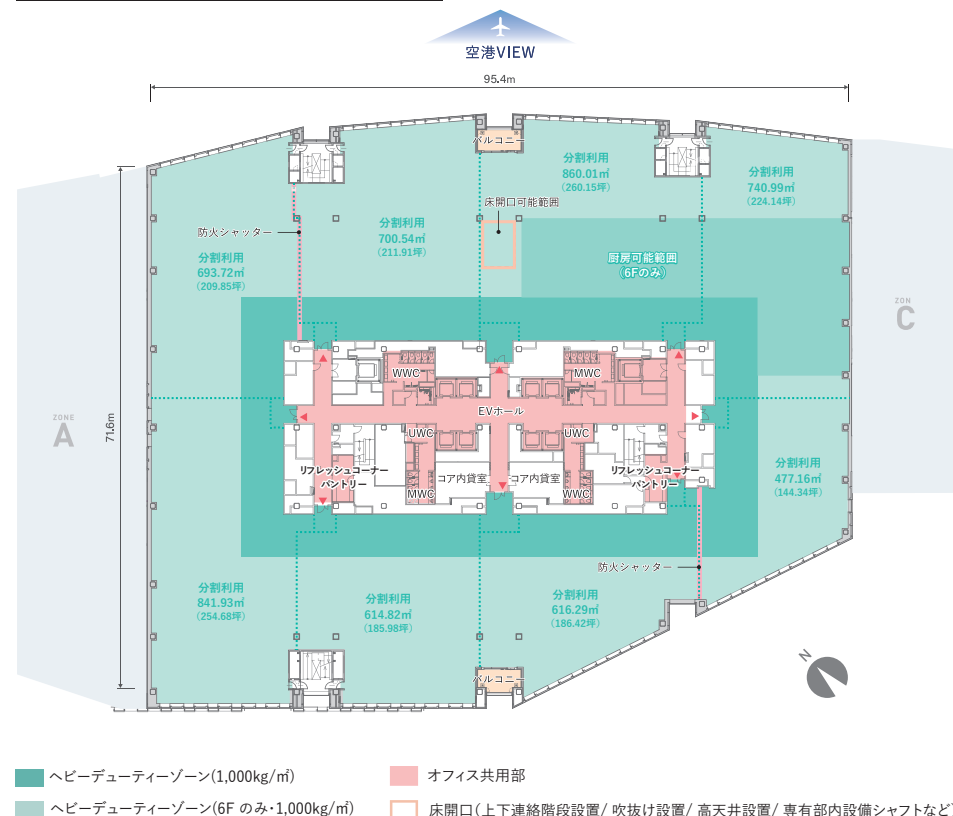 空港VIEW
95.4m
71.6m
バルコニー
分割利用
860.01㎡
(260.15坪)
分割利用
740.99㎡
(224.14坪)
床開口可能範囲
分割利用
700.54㎡
(211.91坪)
防火シャッター
分割利用
693.72㎡
(209.85坪)
厨房可能範囲
(6Fのみ)
ZON
C
ZONE
A
WWC
MWC
EVホール
UWC
UWC
リフレッシュコーナー
パントリー
コア内貸室
コア内貸室
リフレッシュコーナー
パントリー
MWC
WWC
分割利用
477.16㎡
(144.34坪)
防火シャッター
分割利用
841.93㎡
(254.68坪)
分割利用
614.82㎡
(185.98坪)
分割利用
616.29㎡
(186.42坪)
バルコニー
N
ヘビーデューティーゾーン(1,000kg/㎡)
オフィス共用部
ヘビーデューティーゾーン(6F のみ・1,000kg/㎡)
床開口(上下連絡階段設置/ 吹抜け設置/ 高天井設置/ 専有部内設備シャフトなど)